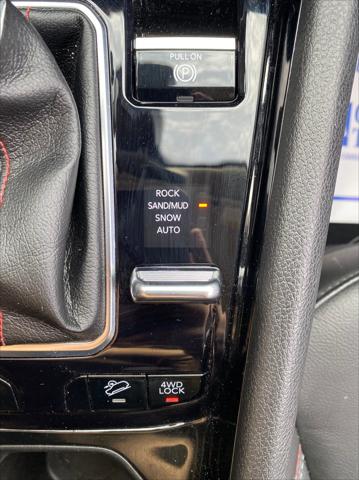 PULL ON
P
ROCK
SAND/MUD
SNOW
AUTO
4WD
LOCK